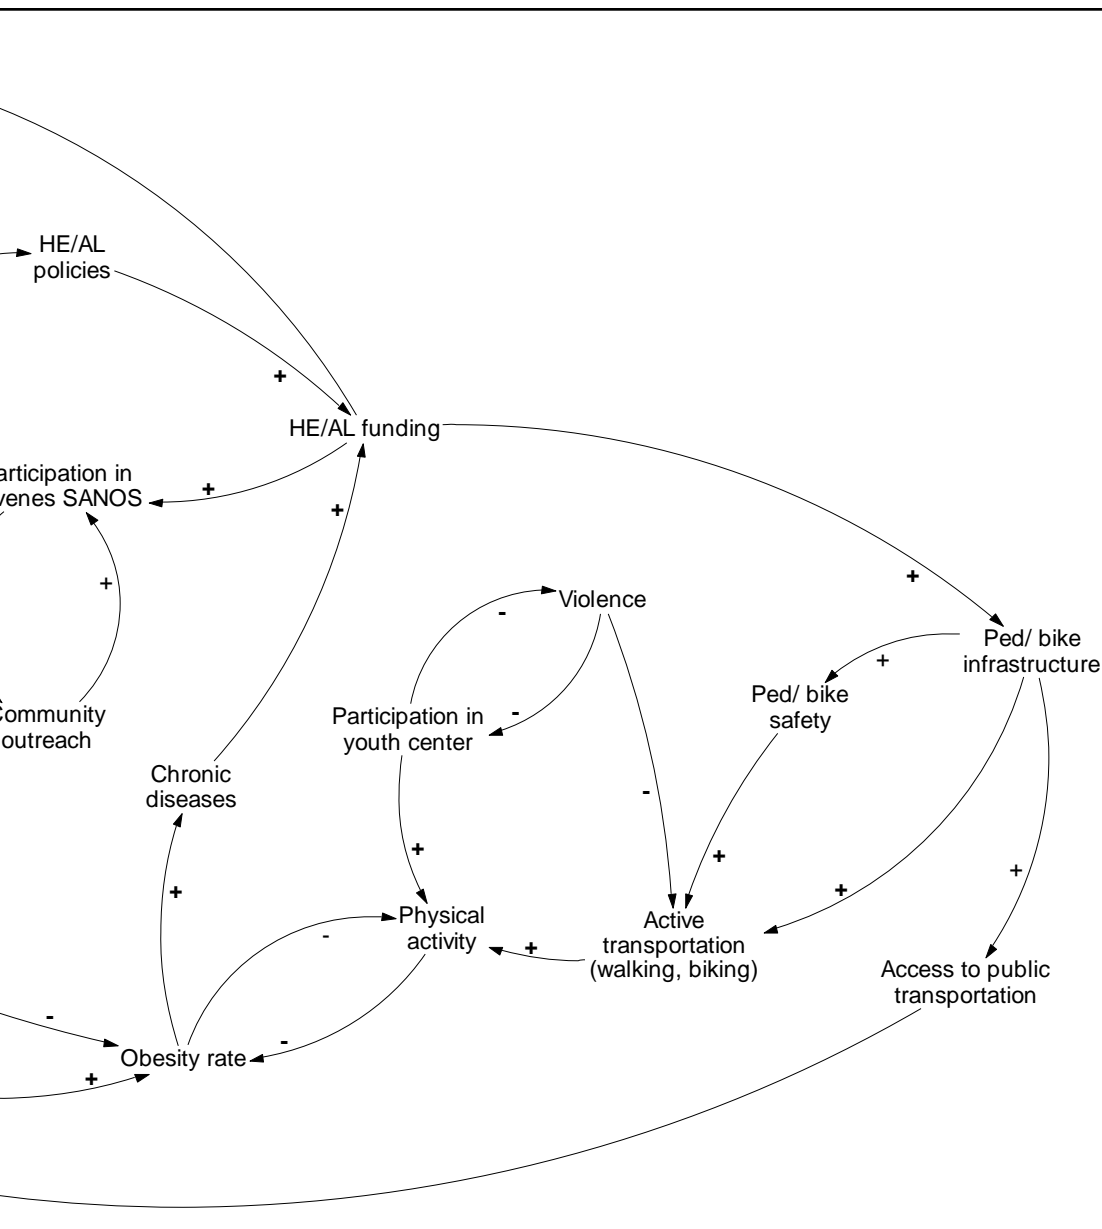 HE/AL
policies
+
HE/AL funding
articipation in
venes SANOS
+
+
+
+
Violence
-
Ped/ bike
infrastructure
+
Ped/ bike
safety
Participation in
youth center
-
ommunity
outreach
Chronic
diseases
-
+
+
+
+
+
Physical
activity
-
Active
transportation
(walking, biking)
+
Access to public
transportation
-
-
Obesity rate
+